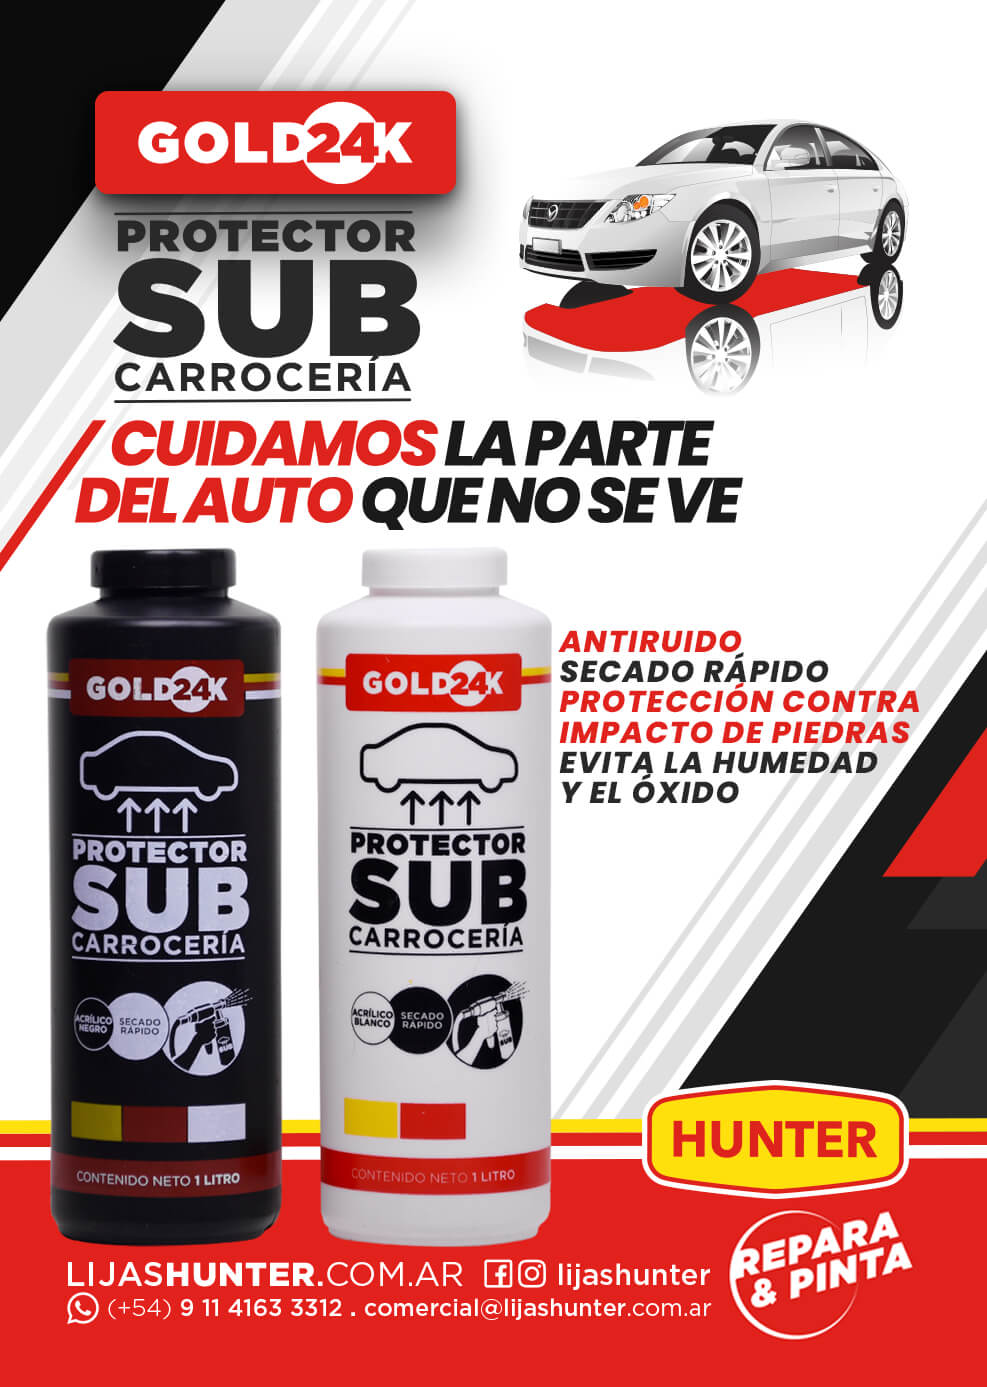 GOLD24K
PROTECTOR
SUB
CARROCERÍA
CUIDAMOS LA PARTE
DEL AUTO QUE NO SE VE
ANTIRUIDO
SECADO RÁPIDO
PROTECCIÓN CONTRA
IMPACTO DE PIEDRAS
EVITA LA HUMEDAD
Y EL ÓXIDO
GOLD24K
PROTECTOR
SUB
CARROCERÍA
ACRÍLICO
NEGRO
SECADO
RÁPIDO
SUB
CONTENIDO NETO 1 LITRO
GOLD24K
PROTECTOR
SUB
CARROCERÍA
ACRÍLICO
BLANCO
SECADO
RÁPIDO
SUB
CONTENIDO NETO 1 LITRO
HUNTER
REPARA
& PINTA
LIJASHUNTER.COM.AR lijashunter
(+54) 9 11 4163 3312 . comercial@lijashunter.com.ar